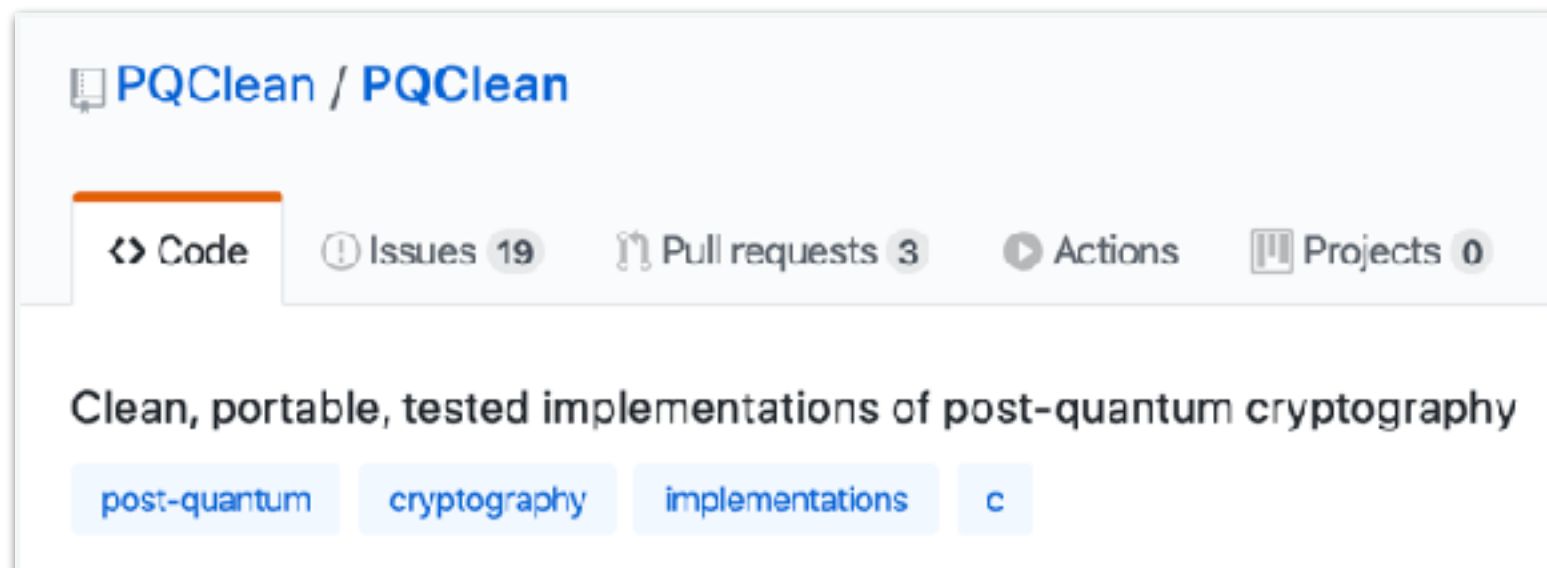 PQClean / PQClean
Code Issues 19 Pull requests 3 Actions Projects 0
Clean, portable, tested implementations of post-quantum cryptography
post-quantum cryptography implementations c